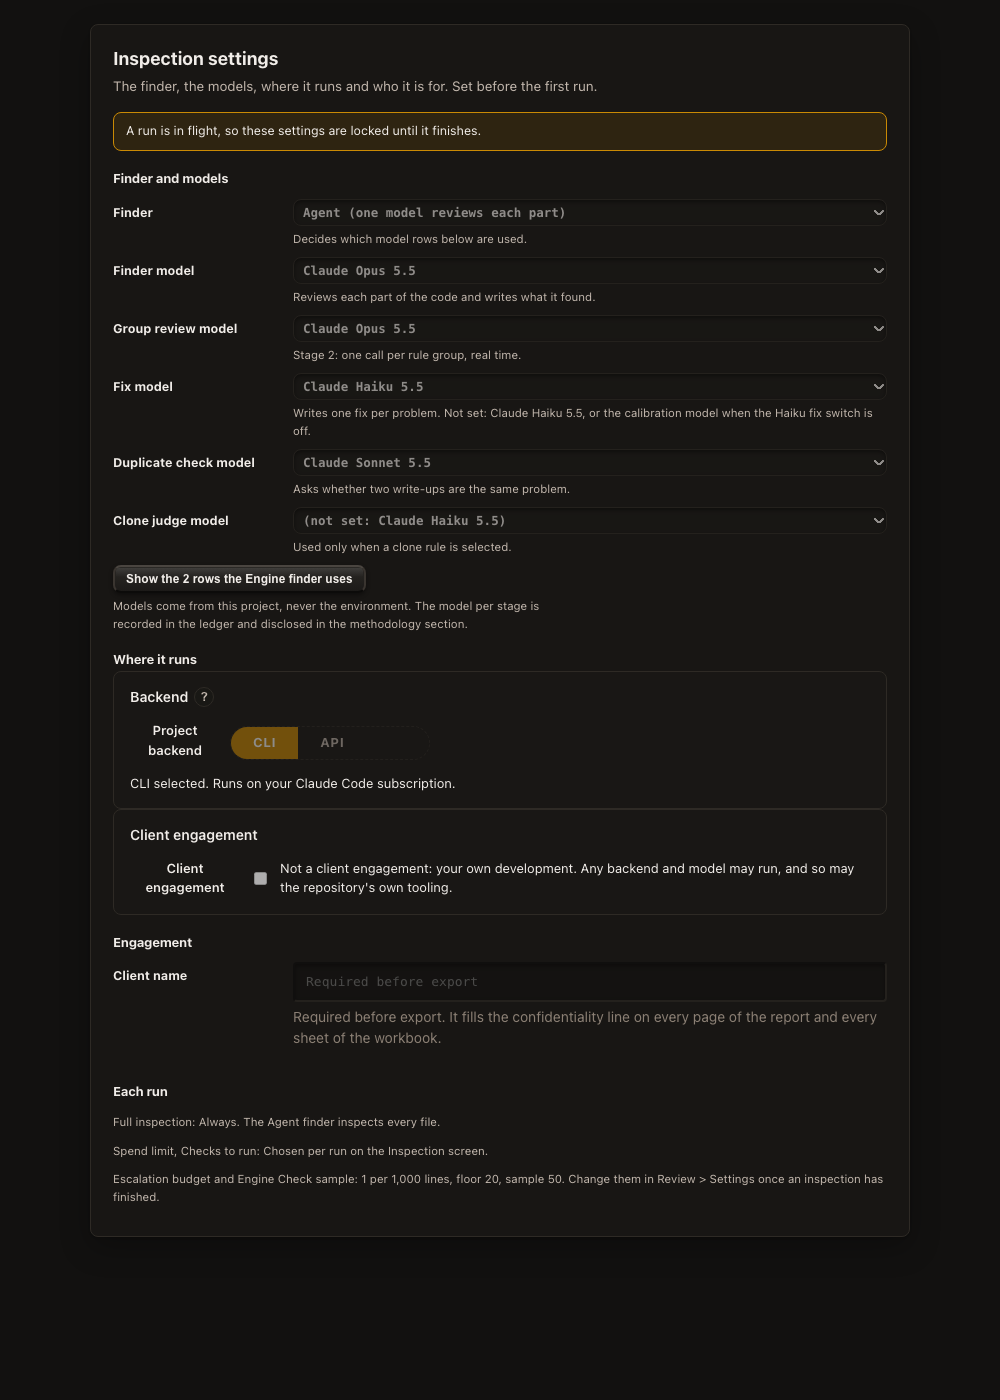 Inspection settings
The finder, the models, where it runs and who it is for. Set before the first run.
A run is in flight, so these settings are locked until it finishes.
Finder and models
Finder
Agent (one model reviews each part)
Decides which model rows below are used.
Finder model
Claude Opus 5.5
Reviews each part of the code and writes what it found.
Group review model
Claude Opus 5.5
Stage 2: one call per rule group, real time.
Fix model
Claude Haiku 5.5
Writes one fix per problem. Not set: Claude Haiku 5.5, or the calibration model when the Haiku fix switch is
off.
Duplicate check model
Claude Sonnet 5.5
Asks whether two write-ups are the same problem.
Clone judge model
(not set: Claude Haiku 5.5)
Used only when a clone rule is selected.
Show the 2 rows the Engine finder uses
Models come from this project, never the environment. The model per stage is
recorded in the ledger and disclosed in the methodology section.
Where it runs
Backend ?
Project
backend
CLI API
CLI selected. Runs on your Claude Code subscription.
Client engagement
Client
engagement
Not a client engagement: your own development. Any backend and model may run, and so may
the repository's own tooling.
Engagement
Client name
Required before export
Required before export. It fills the confidentiality line on every page of the report and every
sheet of the workbook.
Each run
Full inspection: Always. The Agent finder inspects every file.
Spend limit, Checks to run: Chosen per run on the Inspection screen.
Escalation budget and Engine Check sample: 1 per 1,000 lines, floor 20, sample 50. Change them in Review > Settings once an inspection has
finished.